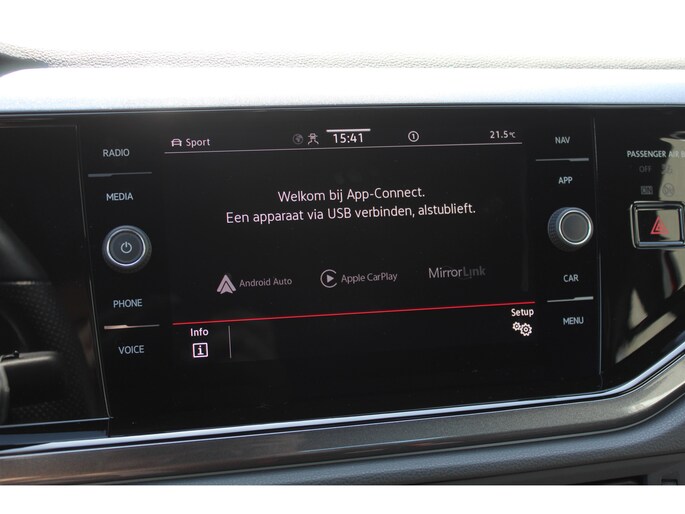 RADIO
MEDIA
PHONE
VOICE
Sport
15:41
1
21.5°C
Welkom bij App-Connect.
Een apparaat via USB verbinden, alstublieft.
Android Auto
Apple CarPlay
MirrorLink
Info
Setup
NAV
APP
CAR
MENU
PASSENGER AIR B
OFF